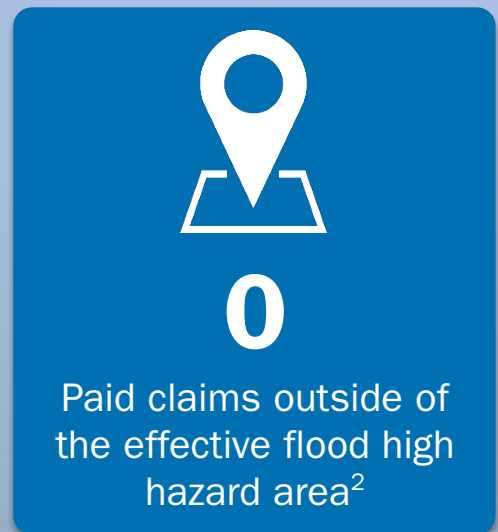 0
Paid claims outside of
the effective flood high
hazard area²